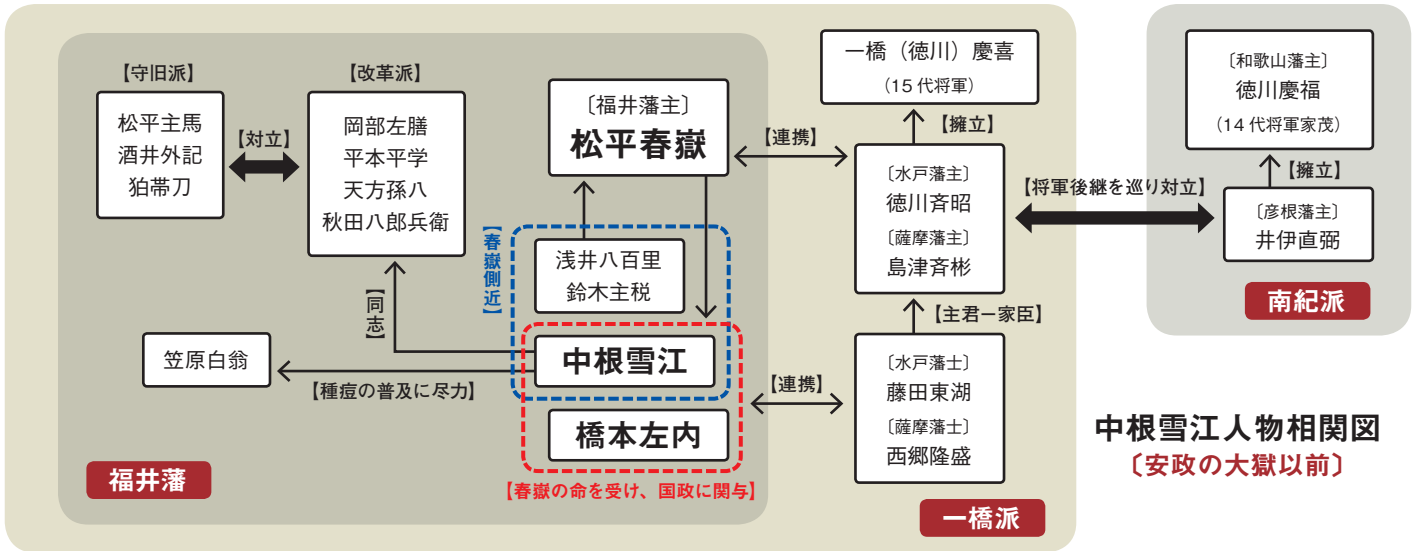 【守旧派】
松平主馬
酒井外記
狛帯刀
【対立】
【改革派】
岡部左膳
平本平学
天方孫八
秋田八郎兵衛
〔福井藩主〕
松平春嶽
【連携】
一橋（徳川）慶喜
（15代将軍）
【擁立】
〔水戸藩主〕
徳川斉昭
〔薩摩藩主〕
島津斉彬
【将軍後継を巡り対立】
〔和歌山藩主〕
徳川慶福
（14代将軍家茂）
【擁立】
〔彦根藩主〕
井伊直弼
南紀派
【春嶽側近】
浅井八百里
鈴木主税
【同志】
笠原白翁
【種痘の普及に尽力】
中根雪江
橋本左内
【春嶽の命を受け、国政に関与】
【連携】
【主君－家臣】
〔水戸藩士〕
藤田東湖
〔薩摩藩士〕
西郷隆盛
福井藩
一橋派
中根雪江人物相関図
〔安政の大獄以前〕